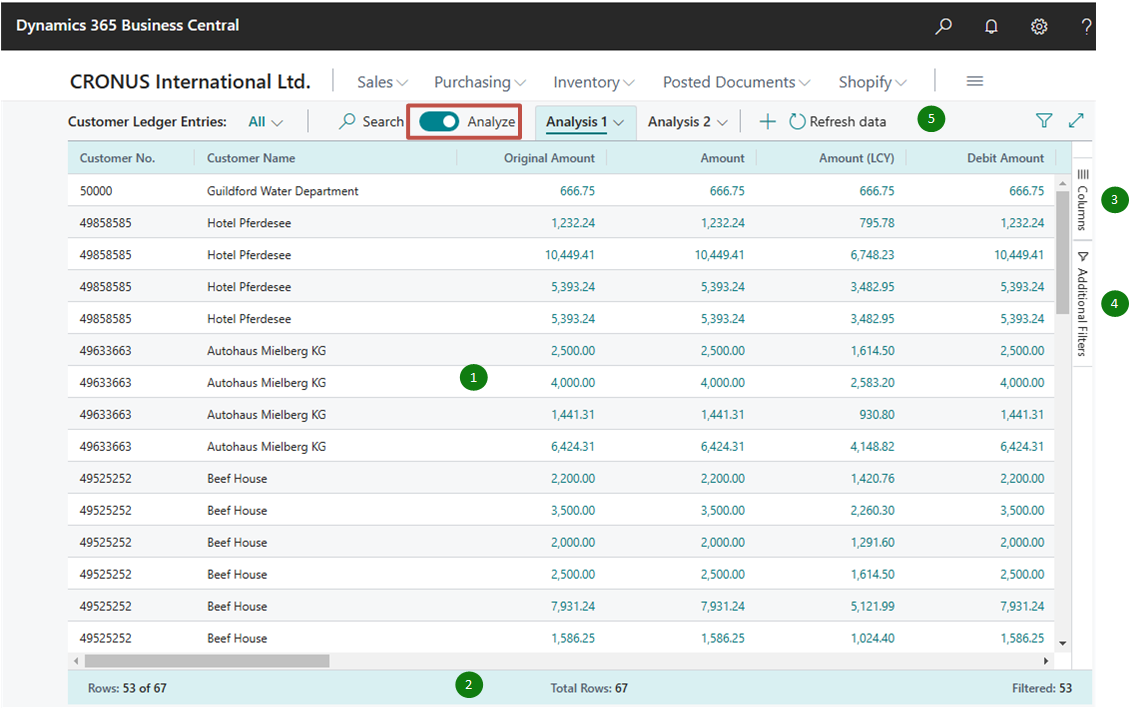 Dynamics 365 Business Central
?
CRONUS International Ltd. Sales Purchasing Inventory Posted Documents Shopify
Customer Ledger Entries: All Search Analyze Analysis 1 Analysis 2 Refresh data 5
Customer No. Customer Name Original Amount Amount Amount (LCY) Debit Amount
50000 Guildford Water Department 666.75 666.75 666.75 666.75
49858585 Hotel Pferdesee 1,232.24 1,232.24 795.78 1,232.24
49858585 Hotel Pferdesee 10,449.41 10,449.41 6,748.23 10,449.41
49858585 Hotel Pferdesee 5,393.24 5,393.24 3,482.95 5,393.24
49858585 Hotel Pferdesee 5,393.24 5,393.24 3,482.95 5,393.24
49633663 Autohaus Mielberg KG 2,500.00 2,500.00 1,614.50 2,500.00
49633663 Autohaus Mielberg KG 4,000.00 4,000.00 2,583.20 4,000.00
49633663 Autohaus Mielberg KG 1,441.31 1,441.31 930.80 1,441.31
49633663 Autohaus Mielberg KG 6,424.31 6,424.31 4,148.82 6,424.31
49525252 Beef House 2,200.00 2,200.00 1,420.76 2,200.00
49525252 Beef House 3,500.00 3,500.00 2,260.30 3,500.00
49525252 Beef House 2,000.00 2,000.00 1,291.60 2,000.00
49525252 Beef House 2,500.00 2,500.00 1,614.50 2,500.00
49525252 Beef House 7,931.24 7,931.24 5,121.99 7,931.24
49525252 Beef House 1,586.25 1,586.25 1,024.40 1,586.25
1
Columns 3
Additional Filters 4
Rows: 53 of 67 2 Total Rows: 67 Filtered: 53